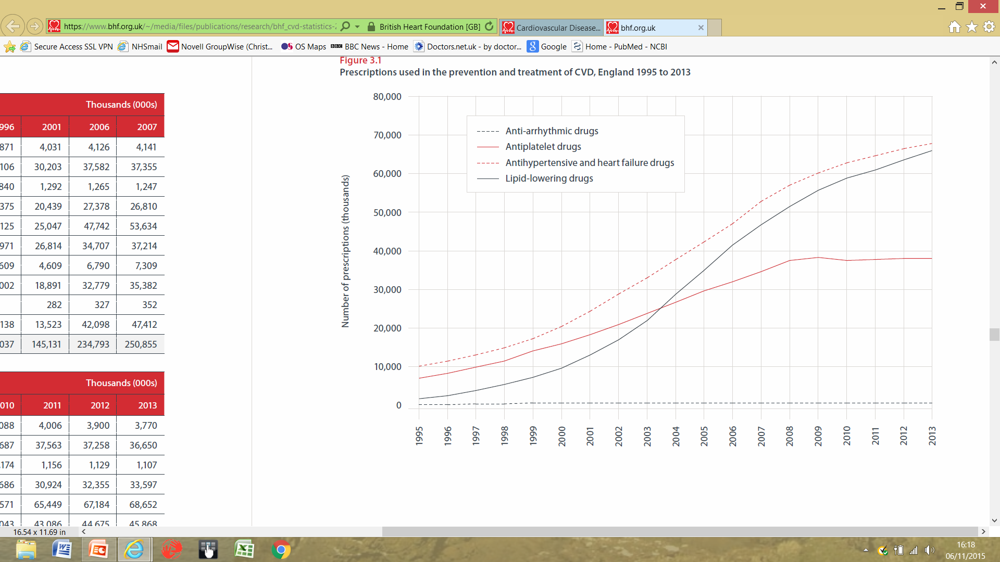 https://www.bhf.org.uk/~/media/files/publications/research/bhf_cvd-statistics-
British Heart Foundation [GB]
Cardiovascular Disease...
bhf.org.uk
Secure Access SSL VPN
NHSmail
Novell GroupWise (Christ...
OS Maps
BBC
BBC News - Home
Doctors.net.uk - by doctor...
Google
Home - PubMed - NCBI
Thousands (000s)
996 2001 2006 2007
871 4,031 4,126 4,141
106 30,203 37,582 37,355
840 1,292 1,265 1,247
375 20,439 27,378 26,810
125 25,047 47,742 53,634
971 26,814 34,707 37,214
609 4,609 6,790 7,309
002 18,891 32,779 35,382
282 327 352
138 13,523 42,098 47,412
037 145,131 234,793 250,855
Thousands (000s)
010 2011 2012 2013
088 4,006 3,900 3,770
687 37,563 37,258 36,650
,174 1,156 1,129 1,107
686 30,924 32,355 33,597
571 65,449 67,184 68,652
043 43,086 44,675 45,868
Figure 3.1
Prescriptions used in the prevention and treatment of CVD, England 1995 to 2013
Number of prescriptions (thousands)
80,000
70,000
60,000
50,000
40,000
30,000
20,000
10,000
0
Anti-arrhythmic drugs
Antiplatelet drugs
Antihypertensive and heart failure drugs
Lipid-lowering drugs
1995 1996 1997 1998 1999 2000 2001 2002 2003 2004 2005 2006 2007 2008 2009 2010 2011 2012 2013
16.54 x 11.69 in
16:18
06/11/2015